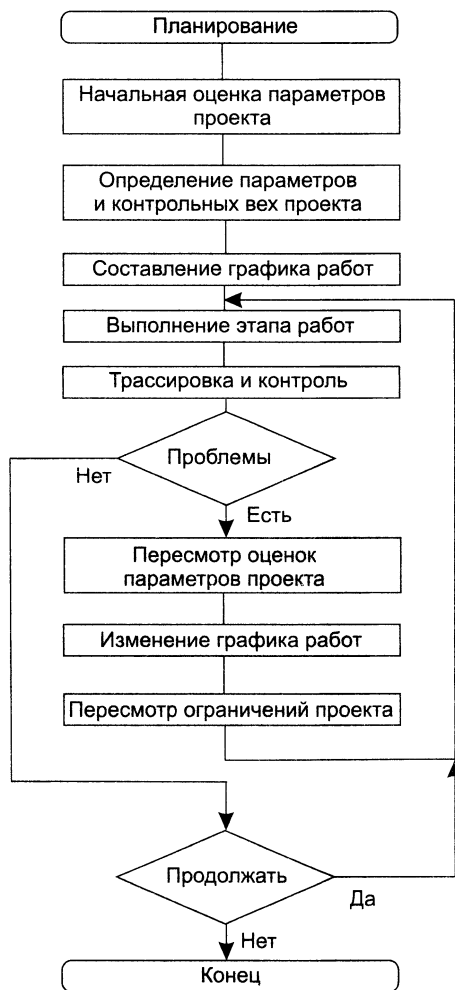 Планирование
Начальная оценка параметров
проекта
Определение параметров
и контрольных вех проекта
Составление графика работ
Выполнение этапа работ
Трассировка и контроль
Проблемы
Нет
Есть
Пересмотр оценок
параметров проекта
Изменение графика работ
Пересмотр ограничений проекта
Продолжать
Да
Нет
Конец